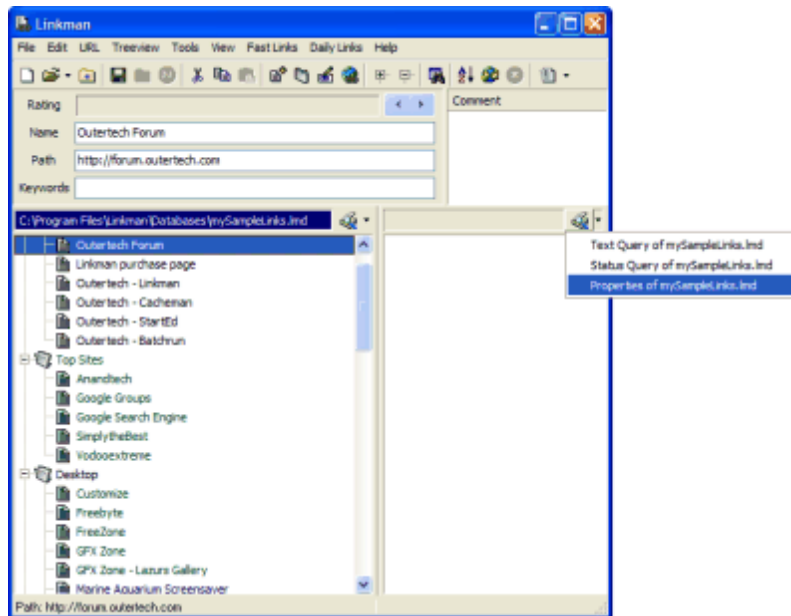 Linkman
File Edit URL Treeview Tools View Fast Links Daily Links Help
Rating
Comment
Name Outertech Forum
Path http://forum.outertech.com
Keywords
C:\Program Files\Linkman\Databases\mySampleLinks.lmd
Text Query of mySampleLinks.lmd
Status Query of mySampleLinks.lmd
Properties of mySampleLinks.lmd
Outertech Forum
Linkman purchase page
Outertech - Linkman
Outertech - Cacheman
Outertech - StartEd
Outertech - Batchrun
Top Sites
Anandtech
Google Groups
Google Search Engine
SimplytheBest
Vodooextreme
Desktop
Customize
Freebyte
FreeZone
GFX Zone
GFX Zone - Lazurs Gallery
Marine Aquarium Screensaver
Path: http://forum.outertech.com